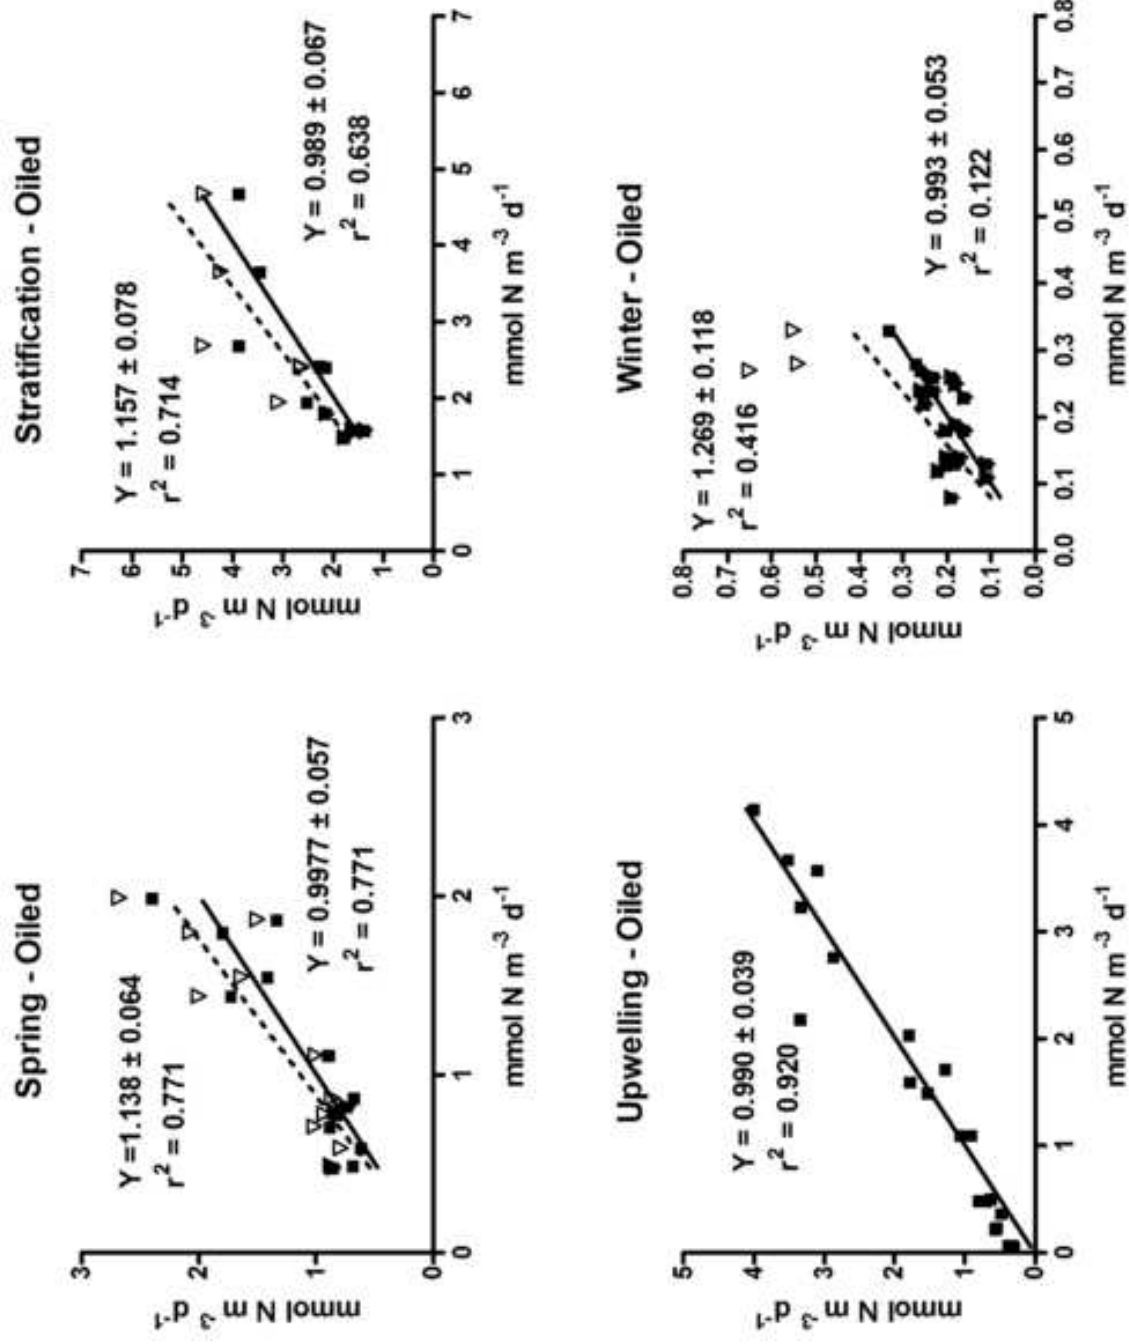 Spring - Oiled
3
2
1
0
mmol N m⁻³ d⁻¹
Y =1.138 ± 0.064
r² = 0.771
Y = 0.9977 ± 0.057
r² = 0.771
0
1
2
3
mmol N m⁻³ d⁻¹
Stratification - Oiled
7
6
5
4
3
2
1
0
mmol N m⁻³ d⁻¹
Y = 1.157 ± 0.078
r² = 0.714
Y = 0.989 ± 0.067
r² = 0.638
0
1
2
3
4
5
6
7
mmol N m⁻³ d⁻¹
Upwelling - Oiled
5
4
3
2
1
0
mmol N m⁻³ d⁻¹
Y = 0.990 ± 0.039
r² = 0.920
0
1
2
3
4
5
mmol N m⁻³ d⁻¹
Winter - Oiled
0.8
0.7
0.6
0.5
0.4
0.3
0.2
0.1
0.0
mmol N m⁻³ d⁻¹
Y = 1.269 ± 0.118
r² = 0.416
Y = 0.993 ± 0.053
r² = 0.122
0.0
0.1
0.2
0.3
0.4
0.5
0.6
0.7
0.8
mmol N m⁻³ d⁻¹